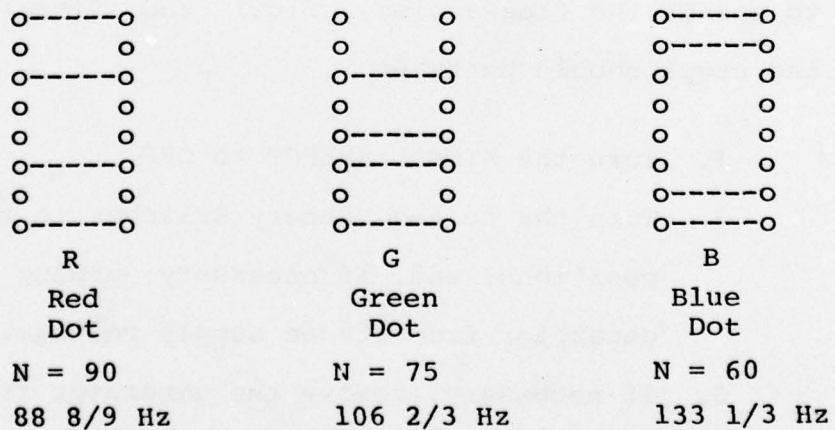 R G B
Red Green Blue
Dot Dot Dot
N = 90 N = 75 N = 60
88 8/9 Hz 106 2/3 Hz 133 1/3 Hz